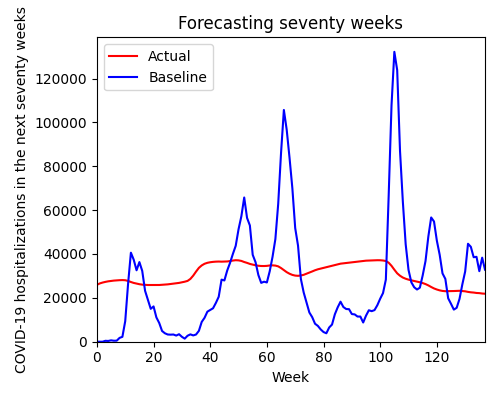 Forecasting seventy weeks
COVID-19 hospitalizations in the next seventy weeks
Actual
Baseline
120000
100000
80000
60000
40000
20000
0
0 20 40 60 80 100 120
Week